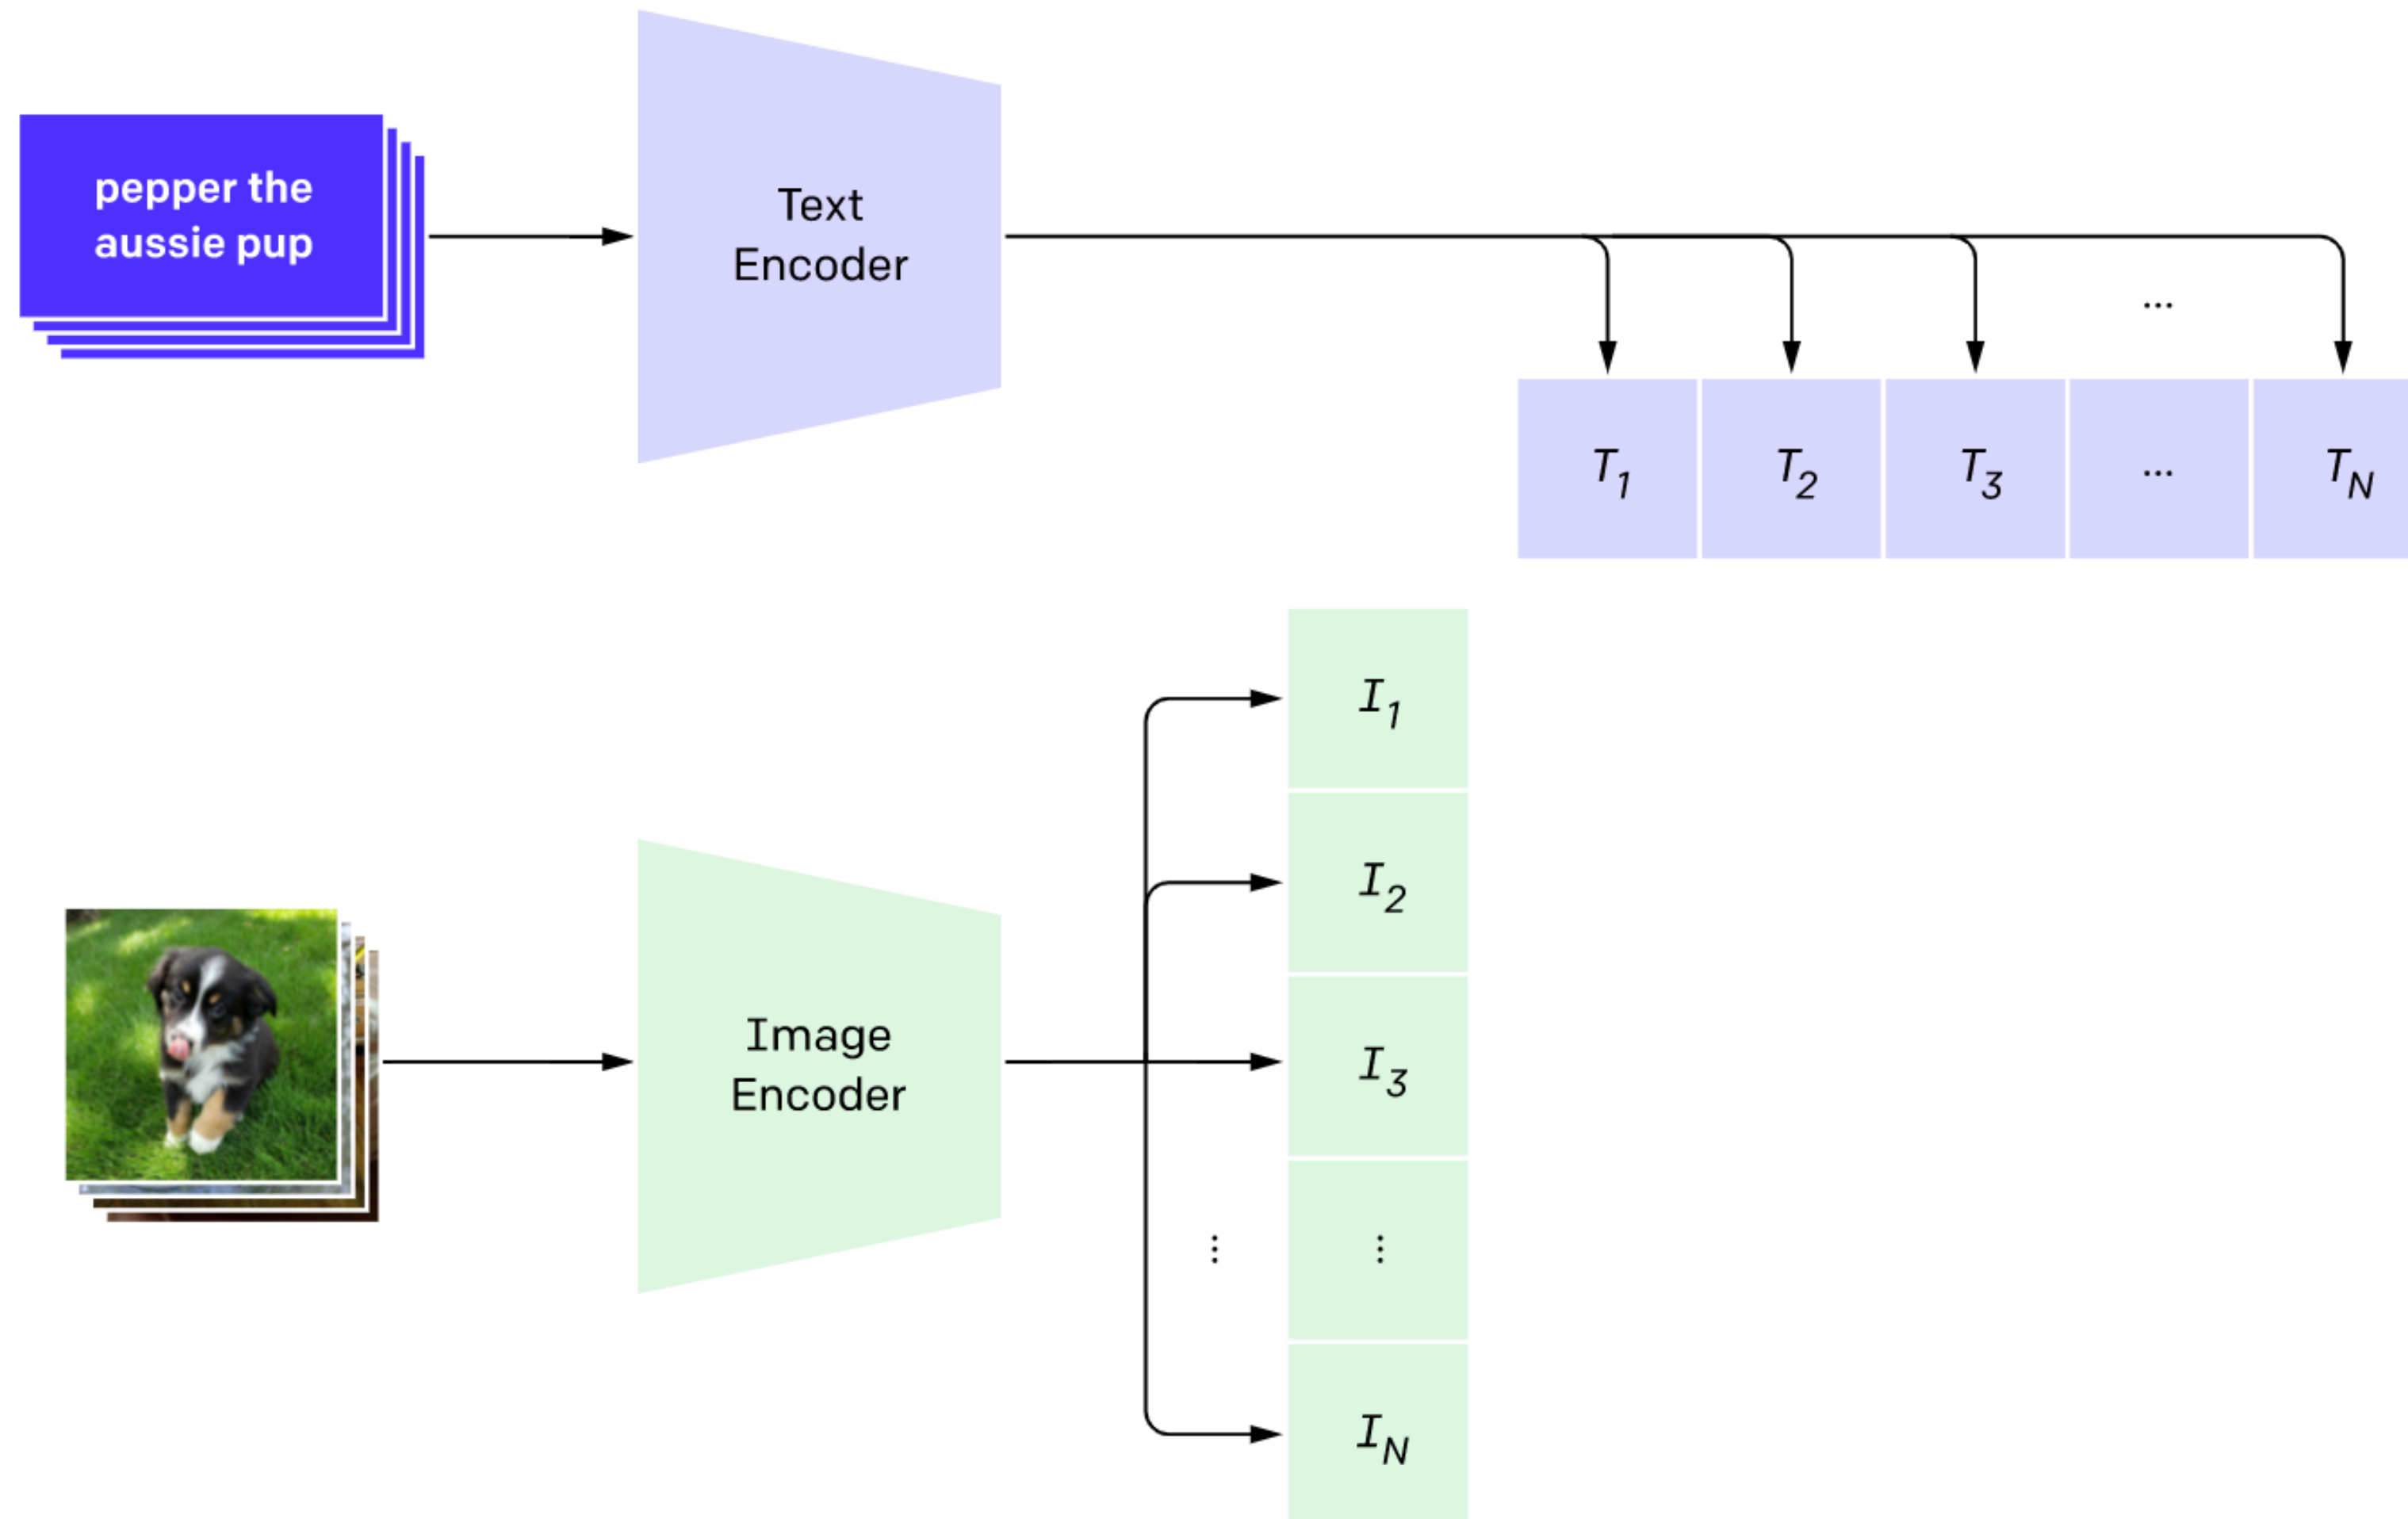 pepper the
aussie pup
Text
Encoder
...
T1 T2 T3 ... TN
I1
I2
Image
Encoder
I3
⋮ ⋮
IN